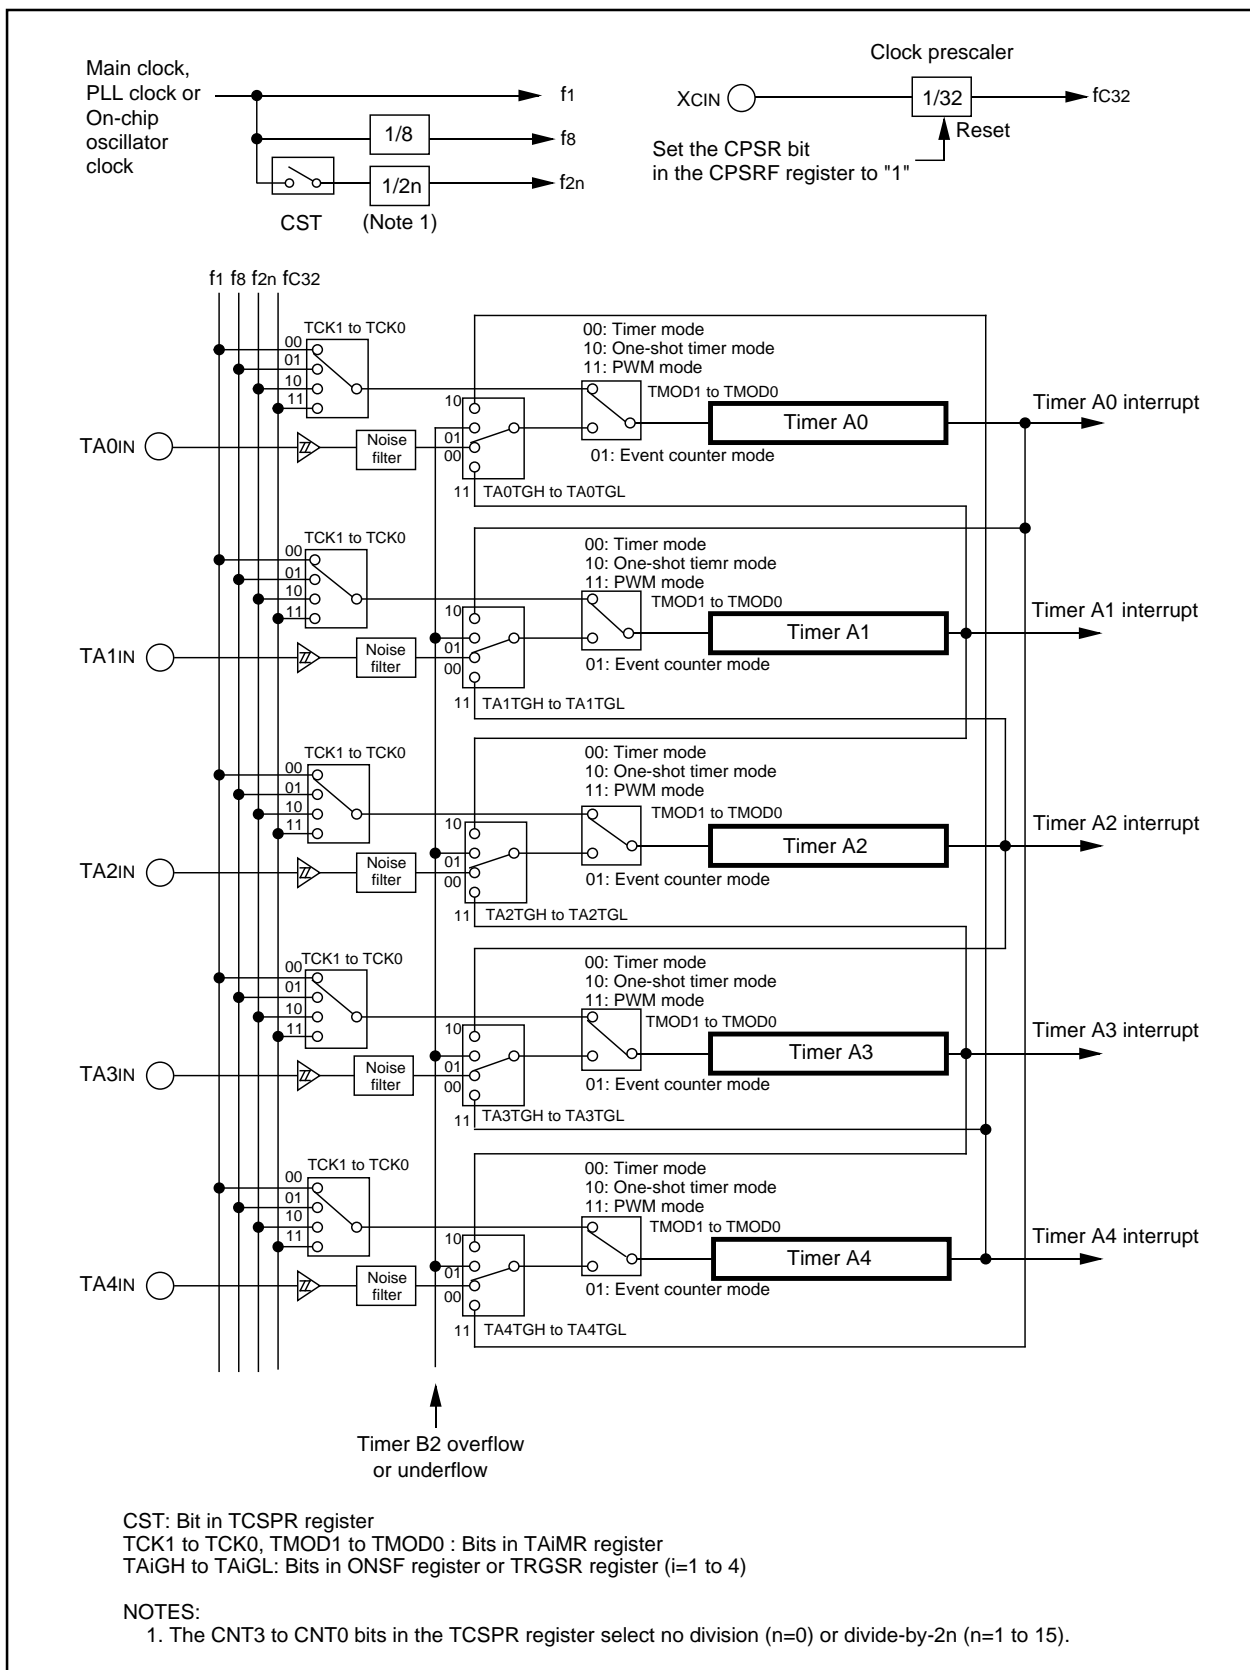 Main clock,
PLL clock or
On-chip
oscillator
clock
f1
1/8
f8
1/2n
f2n
CST
(Note 1)
Clock prescaler
XCIN
1/32
fC32
Reset
Set the CPSR bit
in the CPSRF register to "1"
f1 f8 f2n fC32
TCK1 to TCK0
00
01
10
11
00: Timer mode
10: One-shot timer mode
11: PWM mode
TMOD1 to TMOD0
10
01
00
11
TA0IN
Noise
filter
Timer A0
Timer A0 interrupt
01: Event counter mode
TA0TGH to TA0TGL
TCK1 to TCK0
00
01
10
11
00: Timer mode
10: One-shot tiemr mode
11: PWM mode
TMOD1 to TMOD0
10
01
00
11
TA1IN
Noise
filter
Timer A1
Timer A1 interrupt
01: Event counter mode
TA1TGH to TA1TGL
TCK1 to TCK0
00
01
10
11
00: Timer mode
10: One-shot timer mode
11: PWM mode
TMOD1 to TMOD0
10
01
00
11
TA2IN
Noise
filter
Timer A2
Timer A2 interrupt
01: Event counter mode
TA2TGH to TA2TGL
TCK1 to TCK0
00
01
10
11
00: Timer mode
10: One-shot timer mode
11: PWM mode
TMOD1 to TMOD0
10
01
00
11
TA3IN
Noise
filter
Timer A3
Timer A3 interrupt
01: Event counter mode
TA3TGH to TA3TGL
TCK1 to TCK0
00
01
10
11
00: Timer mode
10: One-shot timer mode
11: PWM mode
TMOD1 to TMOD0
10
01
00
11
TA4IN
Noise
filter
Timer A4
Timer A4 interrupt
01: Event counter mode
TA4TGH to TA4TGL
Timer B2 overflow
or underflow
CST: Bit in TCSPR register
TCK1 to TCK0, TMOD1 to TMOD0 : Bits in TAiMR register
TAiGH to TAiGL: Bits in ONSF register or TRGSR register (i=1 to 4)
NOTES:
1. The CNT3 to CNT0 bits in the TCSPR register select no division (n=0) or divide-by-2n (n=1 to 15).